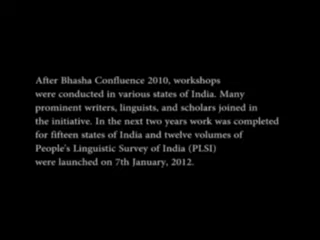 After Bhasha Confluence 2010, workshops
were conducted in various states of India. Many
prominent writers, linguists, and scholars joined in
the initiative. In the next two years work was completed
for fifteen states of India and twelve volumes of
People's Linguistic Survey of India (PLSI)
were launched on 7th January, 2012.